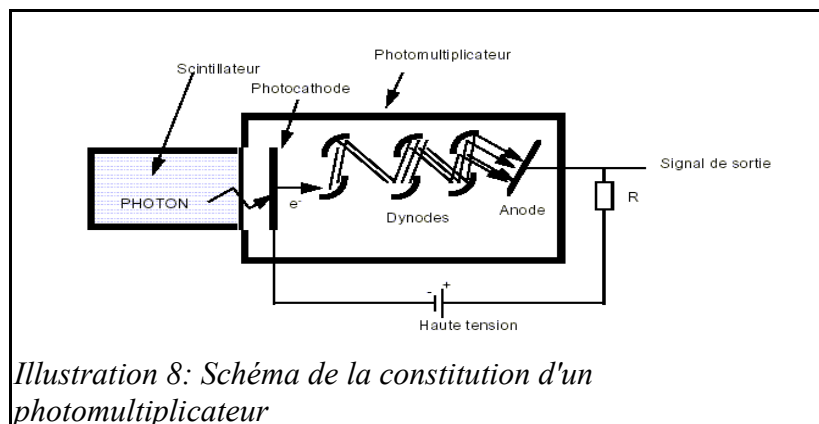 Photomultiplicateur
Scintillateur
Photocathode
Signal de sortie
PHOTON
e-
Dynodes
Anode
R
- +
Haute tension
Illustration 8: Schéma de la constitution d'un
photomultiplicateur